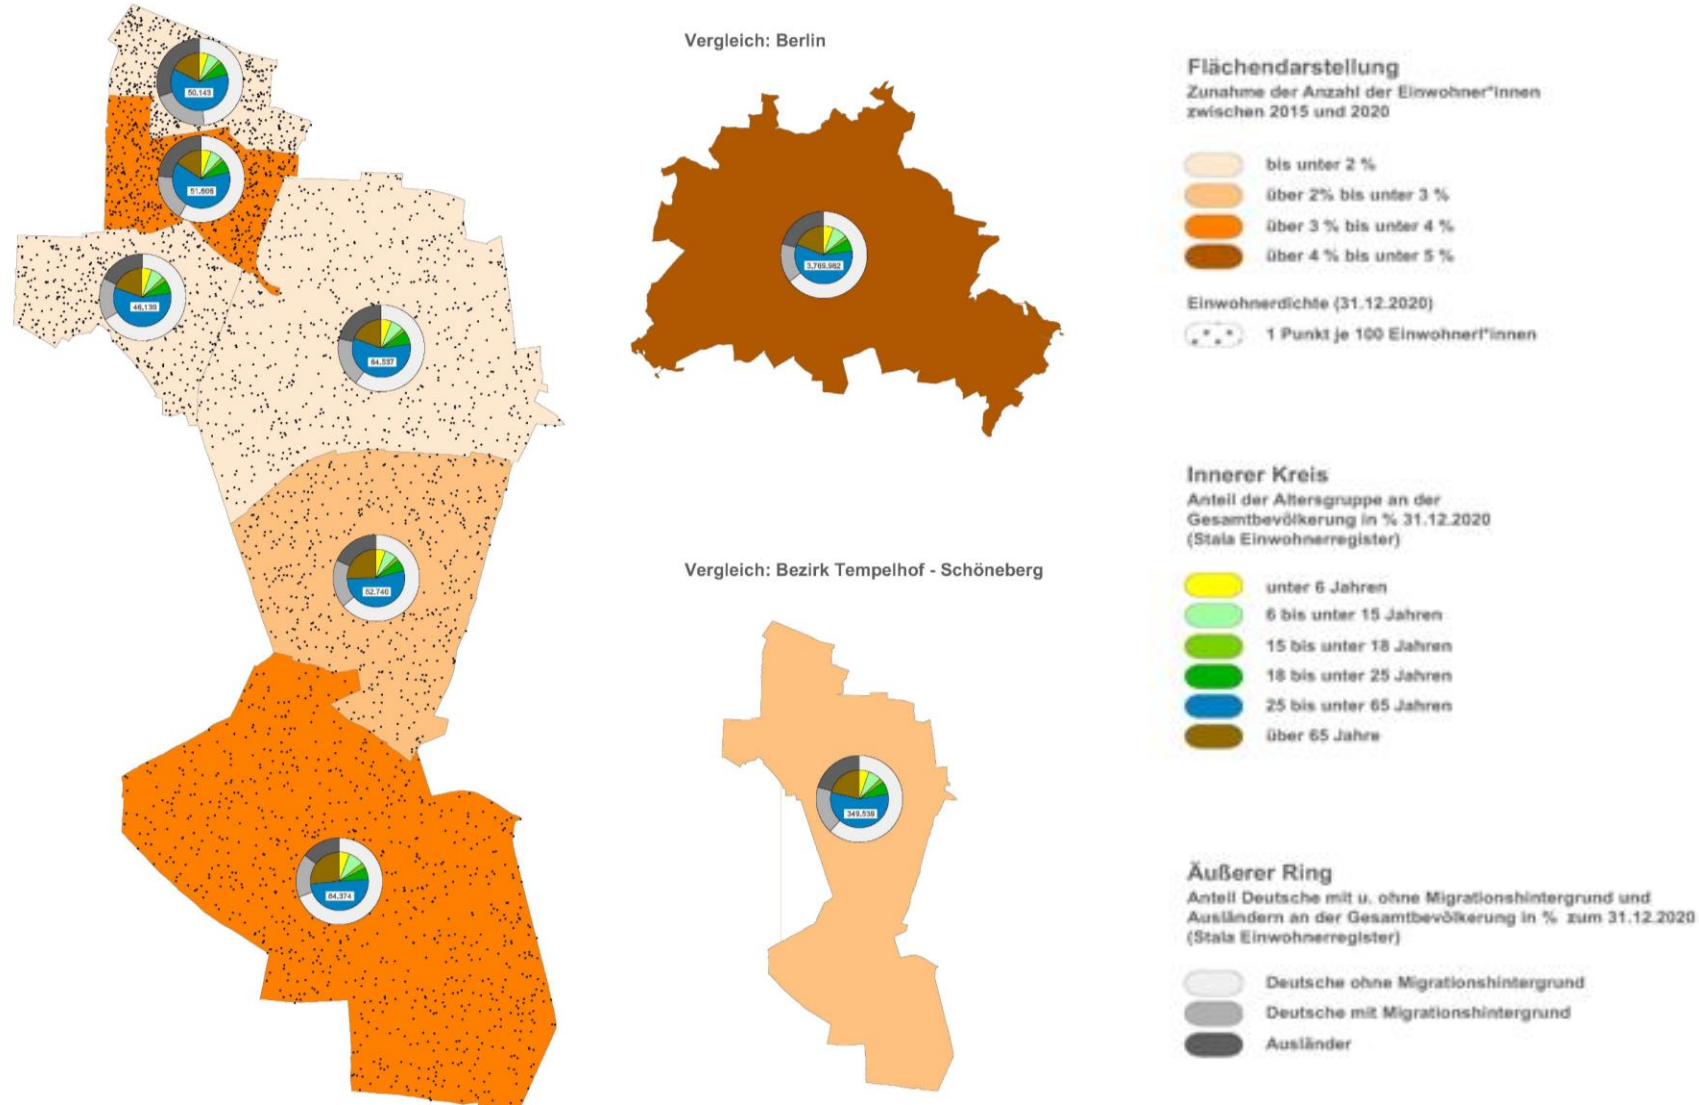 50,143
51,606
46,139
64,537
52,740
84,374
Vergleich: Berlin
3,769,962
Vergleich: Bezirk Tempelhof - Schöneberg
349,539
Flächendarstellung
Zunahme der Anzahl der Einwohner*innen
zwischen 2015 und 2020
bis unter 2 %
über 2% bis unter 3 %
über 3 % bis unter 4 %
über 4 % bis unter 5 %
Einwohnerdichte (31.12.2020)
1 Punkt je 100 Einwohnerl*innen
Innerer Kreis
Anteil der Altersgruppe an der
Gesamtbevölkerung in % 31.12.2020
(Stala Einwohnerregister)
unter 6 Jahren
6 bis unter 15 Jahren
15 bis unter 18 Jahren
18 bis unter 25 Jahren
25 bis unter 65 Jahren
über 65 Jahre
Äußerer Ring
Anteil Deutsche mit u. ohne Migrationshintergrund und
Ausländern an der Gesamtbevölkerung in % zum 31.12.2020
(Stala Einwohnerregister)
Deutsche ohne Migrationshintergrund
Deutsche mit Migrationshintergrund
Ausländer